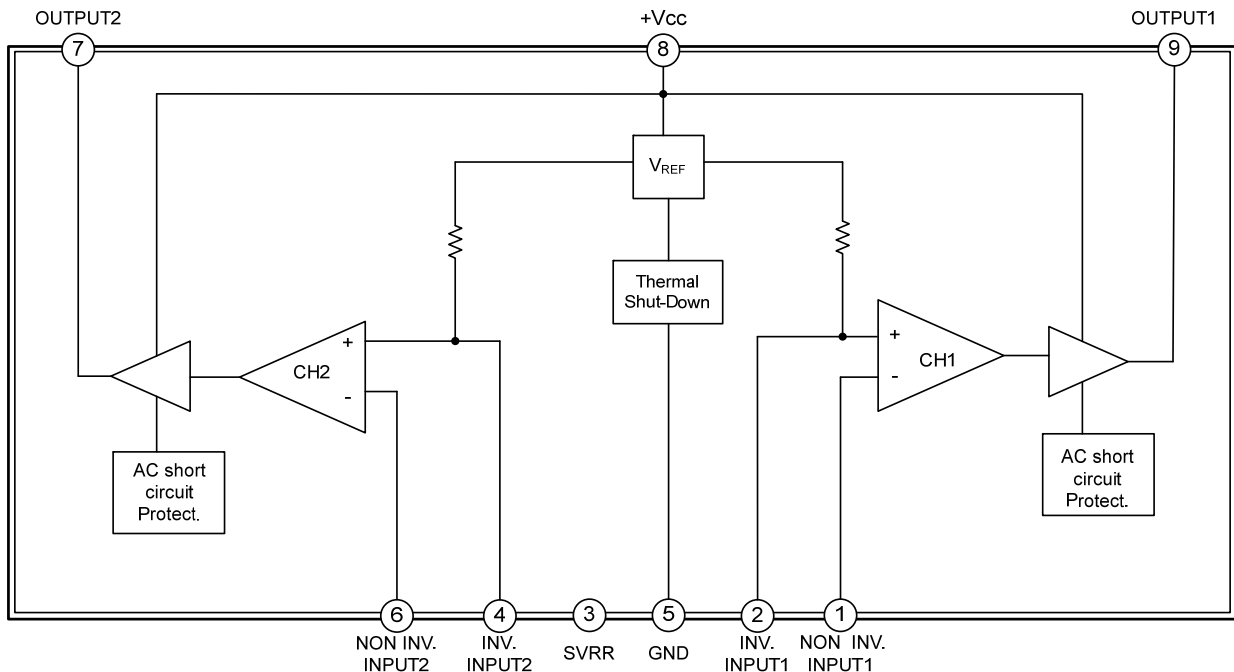 OUTPUT2
+Vcc
OUTPUT1
7
8
9
VREF
Thermal
Shut-Down
+
CH2
-
+
CH1
-
AC short
circuit
Protect.
AC short
circuit
Protect.
6
4
3
5
2
1
NON INV.
INPUT2
INV.
INPUT2
SVRR
GND
INV.
INPUT1
NON INV.
INPUT1